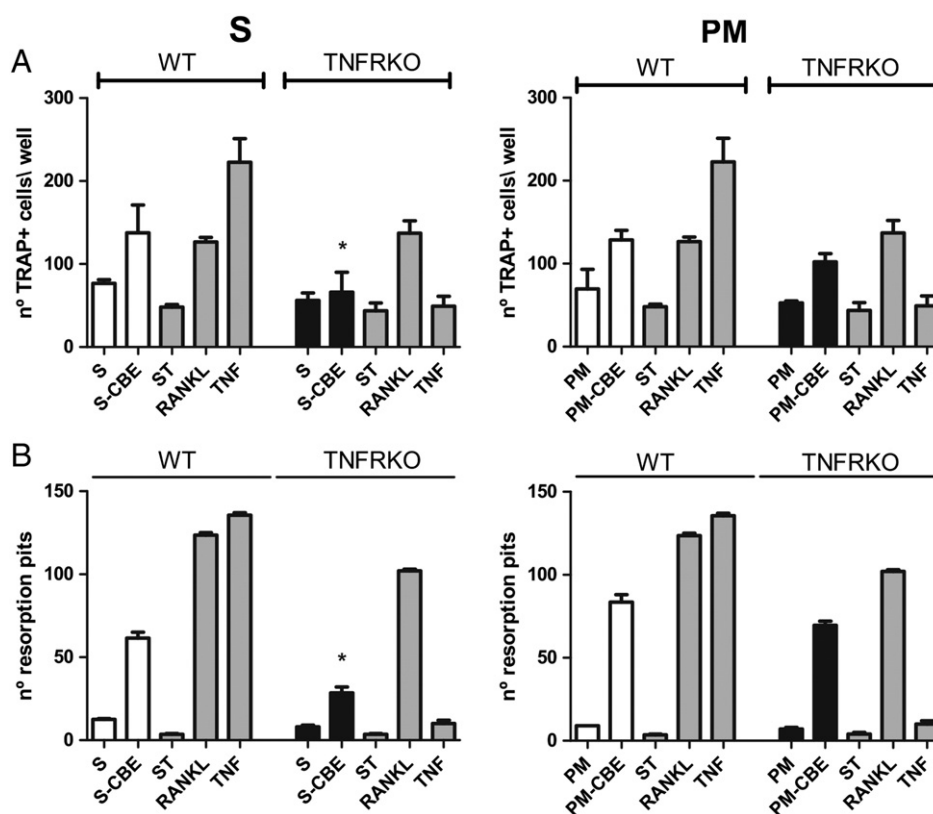 S PM
A WT TNFRKO WT TNFRKO
nº TRAP+ cells\ well
300
200
100
0
S S-CBE ST RANKL TNF S S-CBE ST RANKL TNF
*
nº TRAP+ cells\ well
300
200
100
0
PM PM-CBE ST RANKL TNF PM PM-CBE ST RANKL TNF
B WT TNFRKO WT TNFRKO
nº resorption pits
150
100
50
0
S S-CBE ST RANKL TNF S S-CBE ST RANKL TNF
*
nº resorption pits
150
100
50
0
PM PM-CBE ST RANKL TNF PM PM-CBE ST RANKL TNF